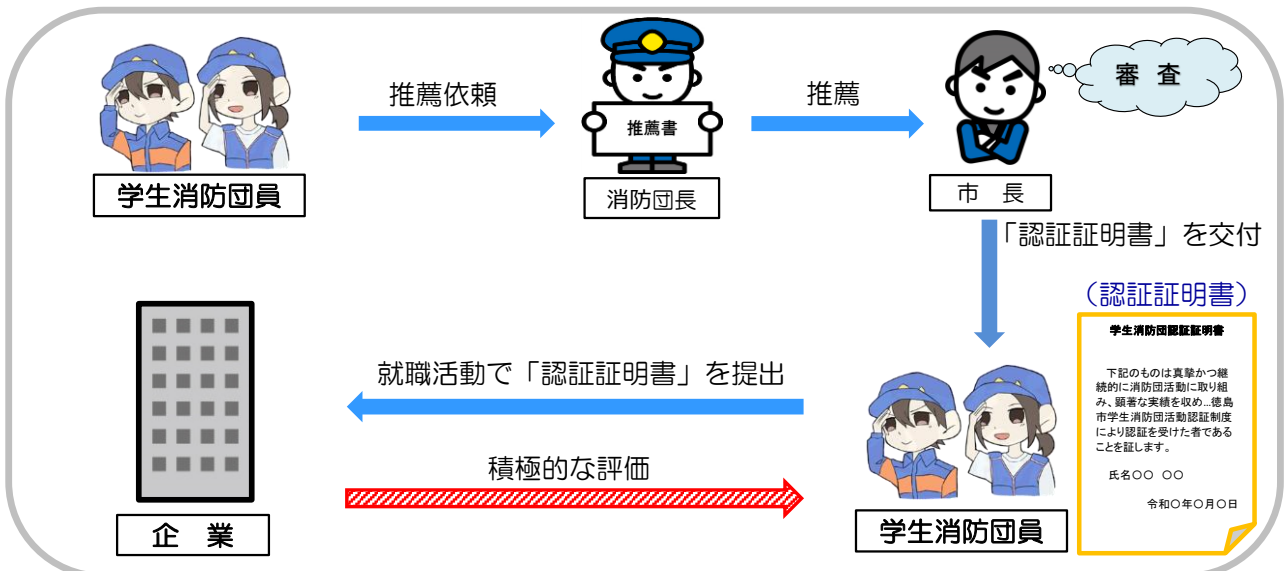 推薦依頼
推薦
審 査
推薦書
学生消防団員
消防団長
市 長
「認証証明書」を交付
(認証証明書)
学生消防団認証証明書
下記のものは真摯かつ継
続的に消防団活動に取り組
み、顕著な実績を収め…徳島
市学生消防団活動認証制度
により認証を受けた者である
ことを証します。
氏名〇〇 〇〇
令和〇年〇月〇日
就職活動で「認証証明書」を提出
積極的な評価
企 業
学生消防団員